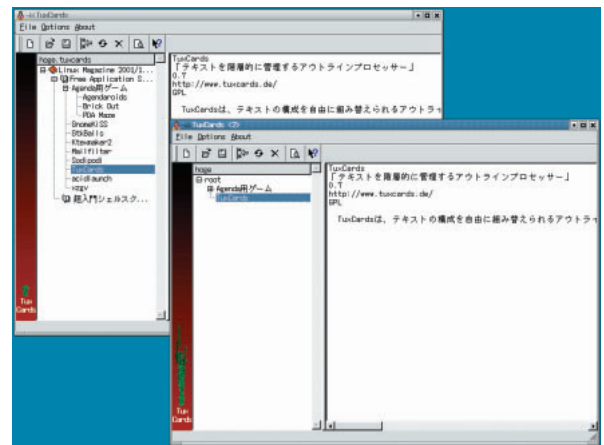 TuxCards
File Options About
hoge.tuxcards
Linux Magazine 2001/1...
Free Application S...
Agenda用ゲーム
Agendaroids
Brick Out
PDA Maze
GnomeKiSS
GtkBalls
Ktexmaker2
Mailfilter
Sodipodi
TuxCards
acidlaunch
vzgv
超入門シェルスク...
Tux
Cards
TuxCards
「テキストを階層的に管理するアウトラインプロセッサー」
0.7
http://www.tuxcards.de/
GPL
TuxCardsは、テキストの構成を自由に組み替えられるアウトライ
TuxCards (2)
File Options About
hoge
root
Agenda用ゲーム
TuxCards
Tux
Cards
TuxCards
「テキストを階層的に管理するアウトラインプロセッサー」
0.7
http://www.tuxcards.de/
GPL
TuxCardsは、テキストの構成を自由に組み替えられるアウトライ